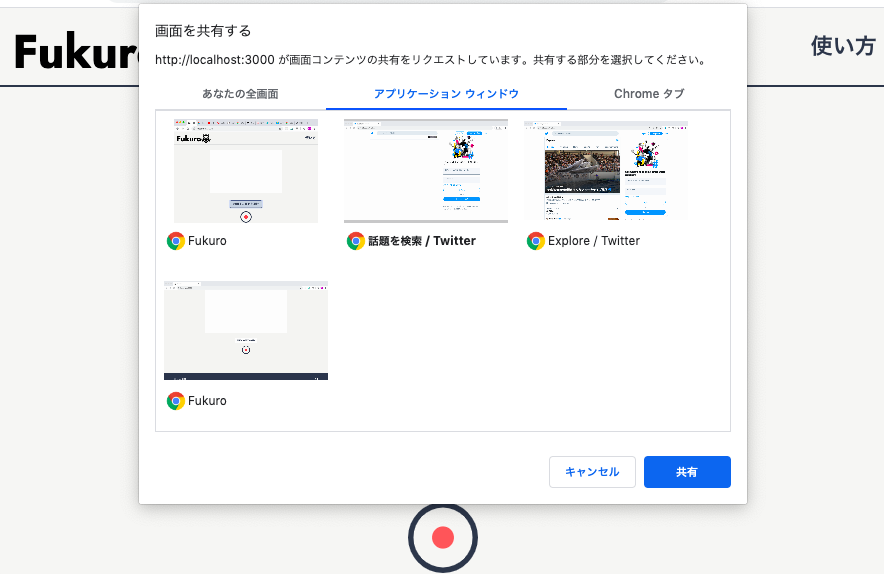 Fukuro
使い方
画面を共有する
http://localhost:3000 が画面コンテンツの共有をリクエストしています。共有する部分を選択してください。
あなたの全画面
アプリケーション ウィンドウ
Chrome タブ
Fukuro
Fukuro
話題を検索 / Twitter
Explore / Twitter
Fukuro
キャンセル
共有